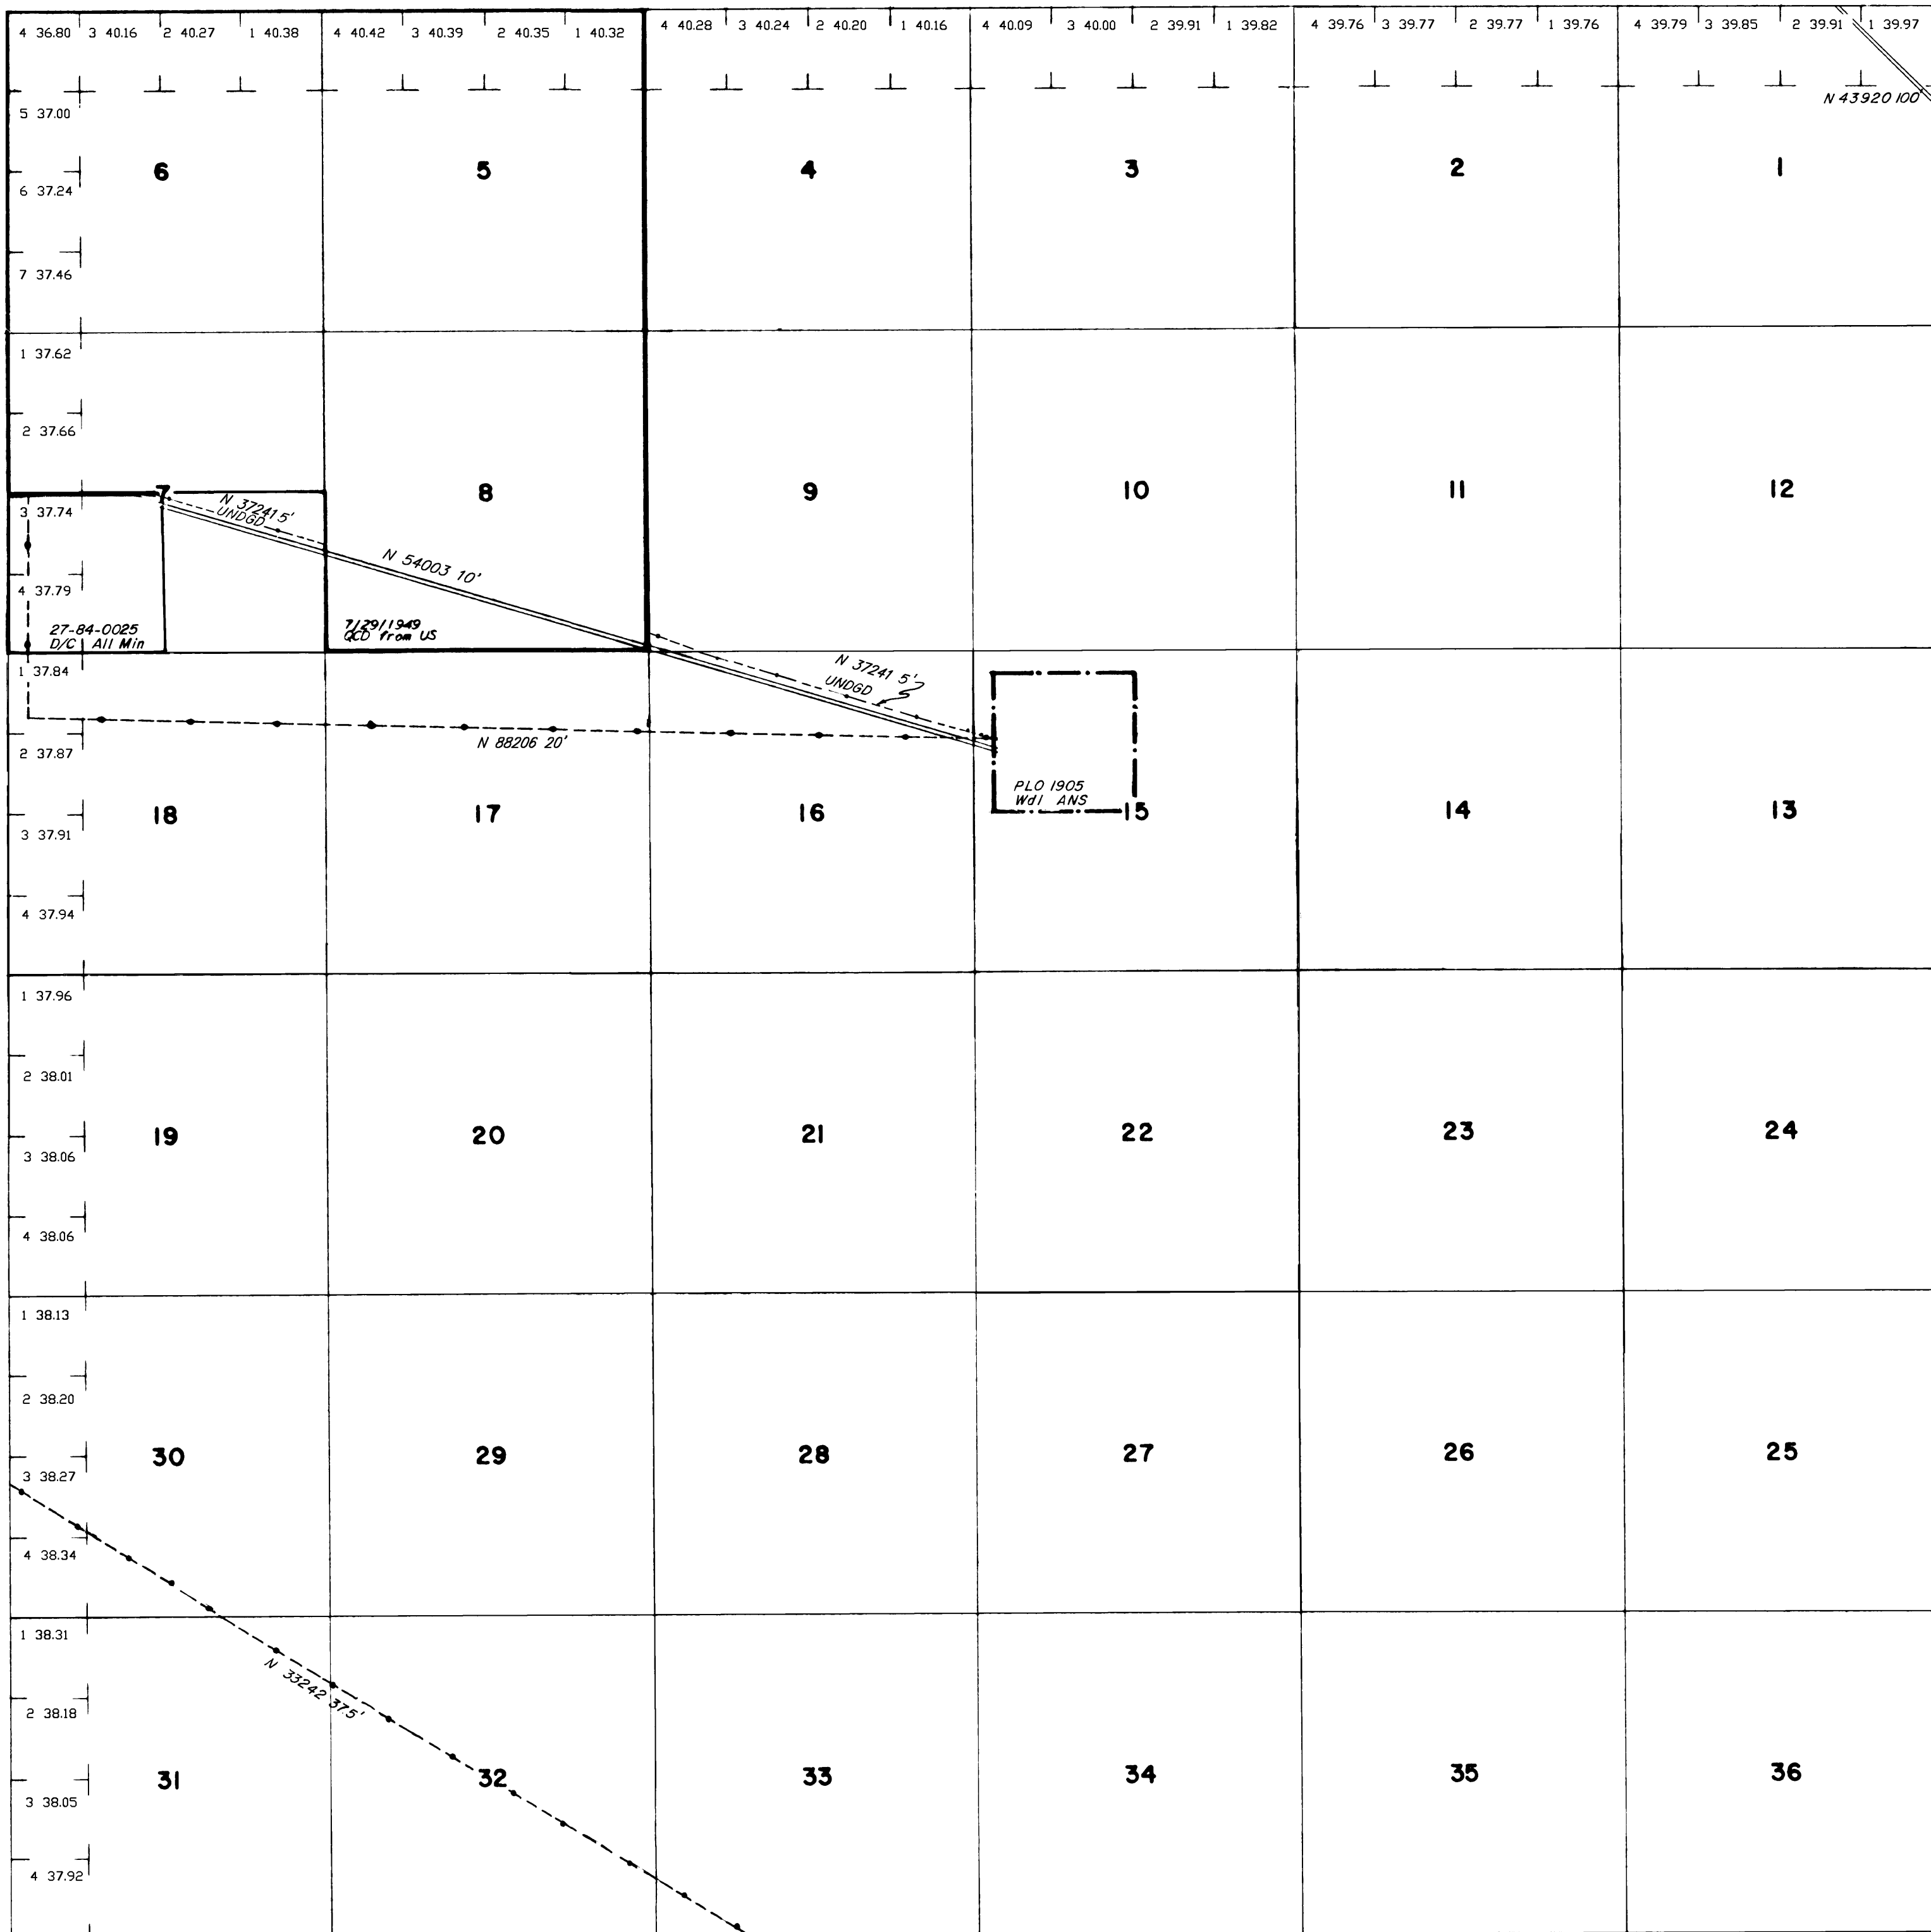 4 36.80 3 40.16 2 40.27 1 40.38 4 40.42 3 40.39 2 40.35 1 40.32 4 40.28 3 40.24 2 40.20 1 40.16 4 40.09 3 40.00 2 39.91 1 39.82 4 39.76 3 39.77 2 39.77 1 39.76 4 39.79 3 39.85 2 39.91 1 39.97
N 43920 100'
5 37.00
6 5 4 3 2 1
6 37.24
7 37.46
1 37.62
2 37.66
7 8 9 10 11 12
N 37241 5'
UNDGD
3 37.74
N 54003 10'
4 37.79
27-84-0025
D/C All Min
7/29/1949
QCD from US
1 37.84
N 37241 5'
UNDGD
N 88206 20'
2 37.87
PLO 1905
Wdl ANS
18 17 16 15 14 13
3 37.91
4 37.94
1 37.96
2 38.01
19 20 21 22 23 24
3 38.06
4 38.06
1 38.13
2 38.20
30 29 28 27 26 25
3 38.27
4 38.34
1 38.31
N 33242 37.5'
2 38.18
31 32 33 34 35 36
3 38.05
4 37.92